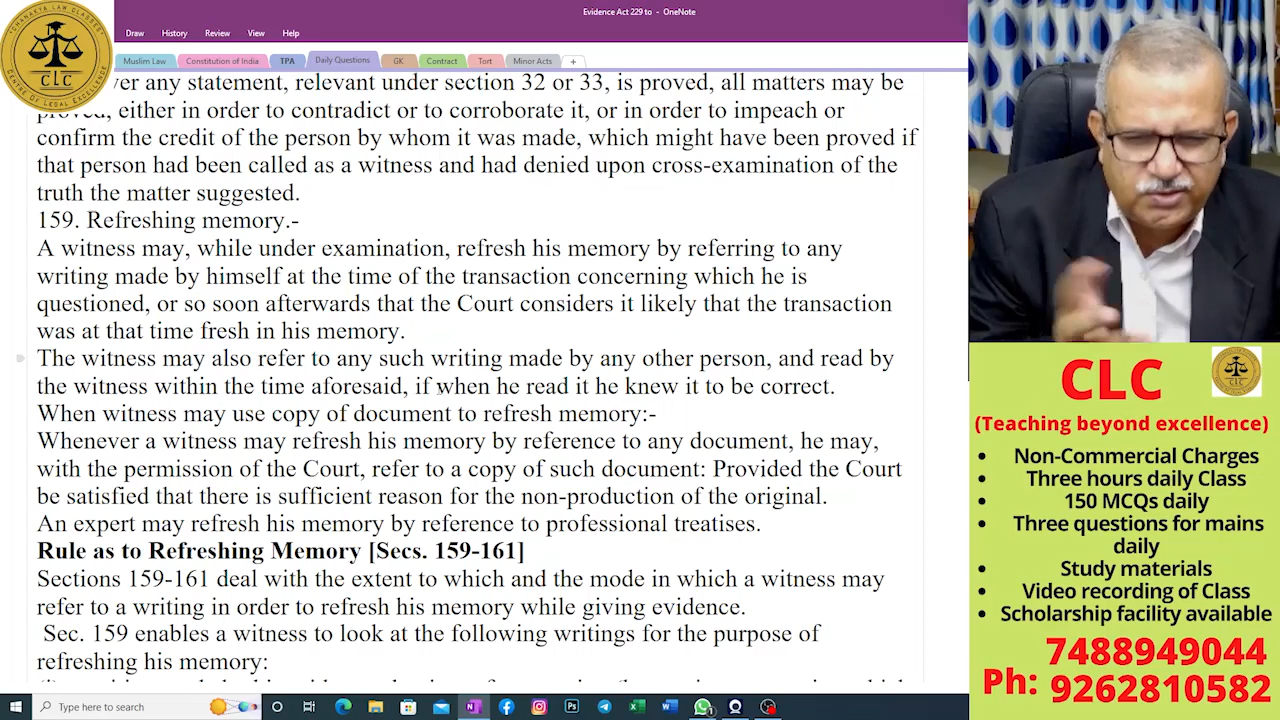 Evidence Act 229 to - OneNote
Draw History Review View Help
Muslim Law Constitution of India TPA Daily Questions GK Contract Tort Minor Acts +
"CHANAKYA LAW CLASSES"
CLC
CENTRE OF LEGAL EXCELLENCE
er any statement, relevant under section 32 or 33, is proved, all matters may be
proved, either in order to contradict or to corroborate it, or in order to impeach or
confirm the credit of the person by whom it was made, which might have been proved if
that person had been called as a witness and had denied upon cross-examination of the
truth the matter suggested.
159. Refreshing memory.-
A witness may, while under examination, refresh his memory by referring to any
writing made by himself at the time of the transaction concerning which he is
questioned, or so soon afterwards that the Court considers it likely that the transaction
was at that time fresh in his memory.
The witness may also refer to any such writing made by any other person, and read by
the witness within the time aforesaid, if when he read it he knew it to be correct.
When witness may use copy of document to refresh memory:-
Whenever a witness may refresh his memory by reference to any document, he may,
with the permission of the Court, refer to a copy of such document: Provided the Court
be satisfied that there is sufficient reason for the non-production of the original.
An expert may refresh his memory by reference to professional treatises.
Rule as to Refreshing Memory [Secs. 159-161]
Sections 159-161 deal with the extent to which and the mode in which a witness may
refer to a writing in order to refresh his memory while giving evidence.
Sec. 159 enables a witness to look at the following writings for the purpose of
refreshing his memory:
CLC
(Teaching beyond excellence)
• Non-Commercial Charges
• Three hours daily Class
• 150 MCQs daily
• Three questions for mains
daily
• Study materials
• Video recording of Class
• Scholarship facility available
7488949044
Ph: 9262810582
Type here to search